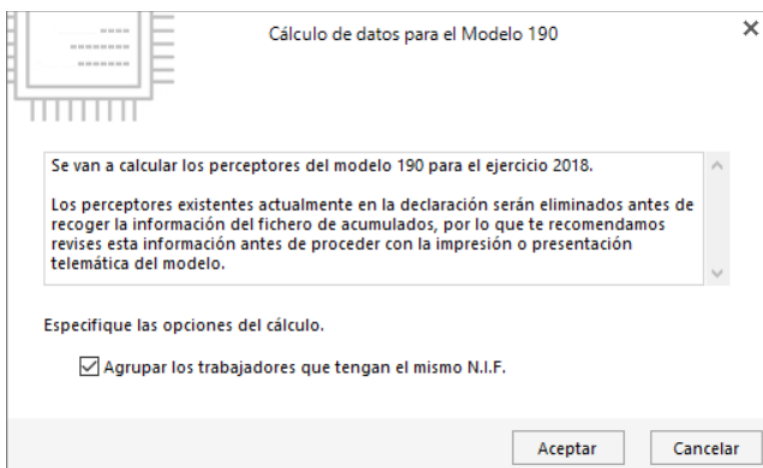 Cálculo de datos para el Modelo 190
Se van a calcular los perceptores del modelo 190 para el ejercicio 2018.
Los perceptores existentes actualmente en la declaración serán eliminados antes de
recoger la información del fichero de acumulados, por lo que te recomendamos
revises esta información antes de proceder con la impresión o presentación
telemática del modelo.
Especifique las opciones del cálculo.
Agrupar los trabajadores que tengan el mismo N.I.F.
Aceptar
Cancelar